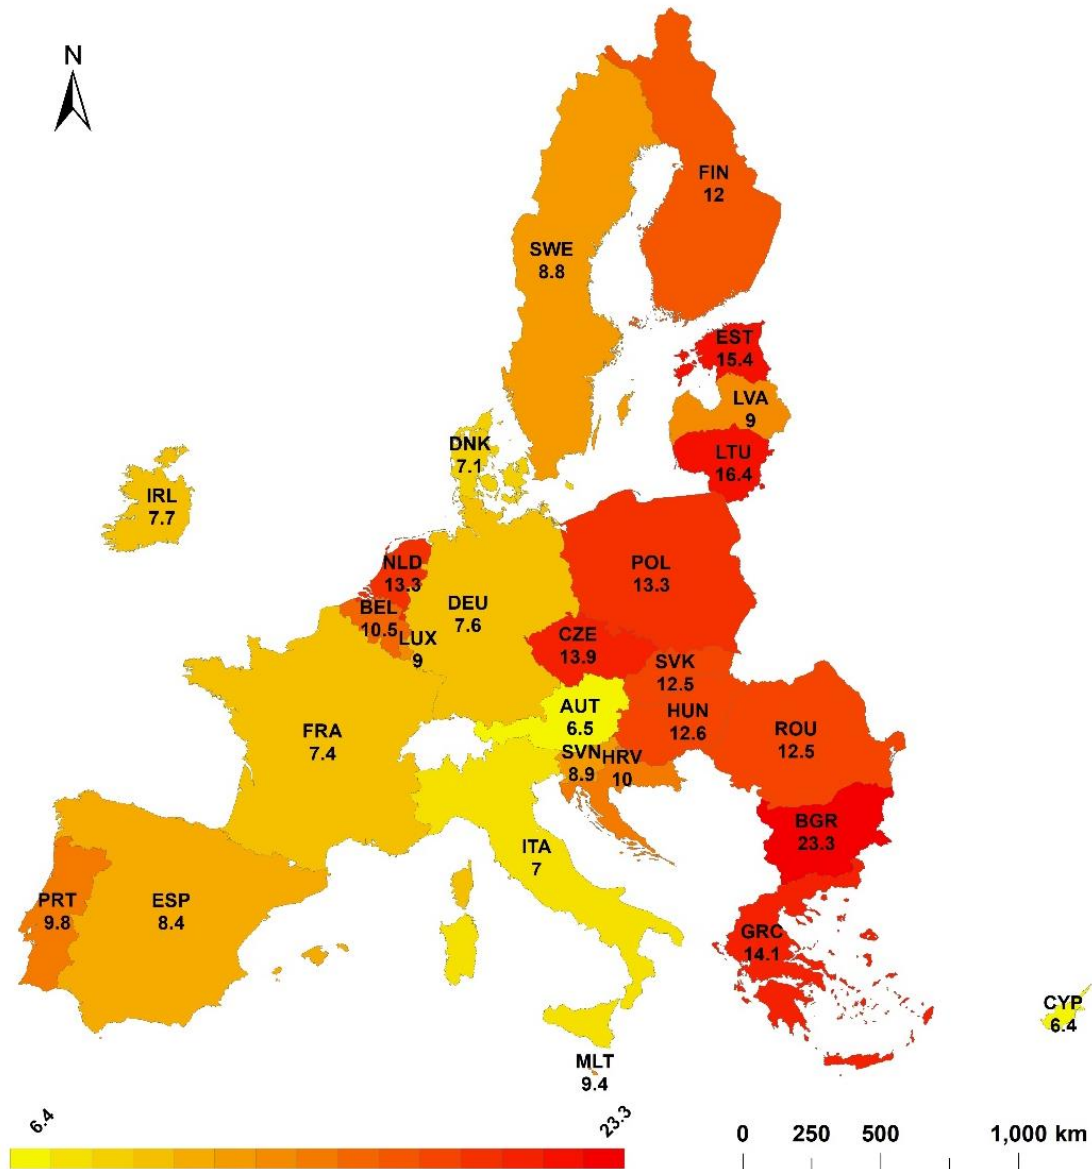 N
FIN
12
SWE
8.8
EST
15.4
LVA
9
DNK
7.1
LTU
16.4
IRL
7.7
NLD
13.3
POL
13.3
BEL
10.5
DEU
7.6
LUX
9
CZE
13.9
SVK
12.5
AUT
6.5
HUN
12.6
FRA
7.4
ROU
12.5
SVN
8.9
HRV
10
BGR
23.3
ITA
7
PRT
9.8
ESP
8.4
GRC
14.1
CYP
6.4
MLT
9.4
6.4
23.3
0 250 500 1,000 km